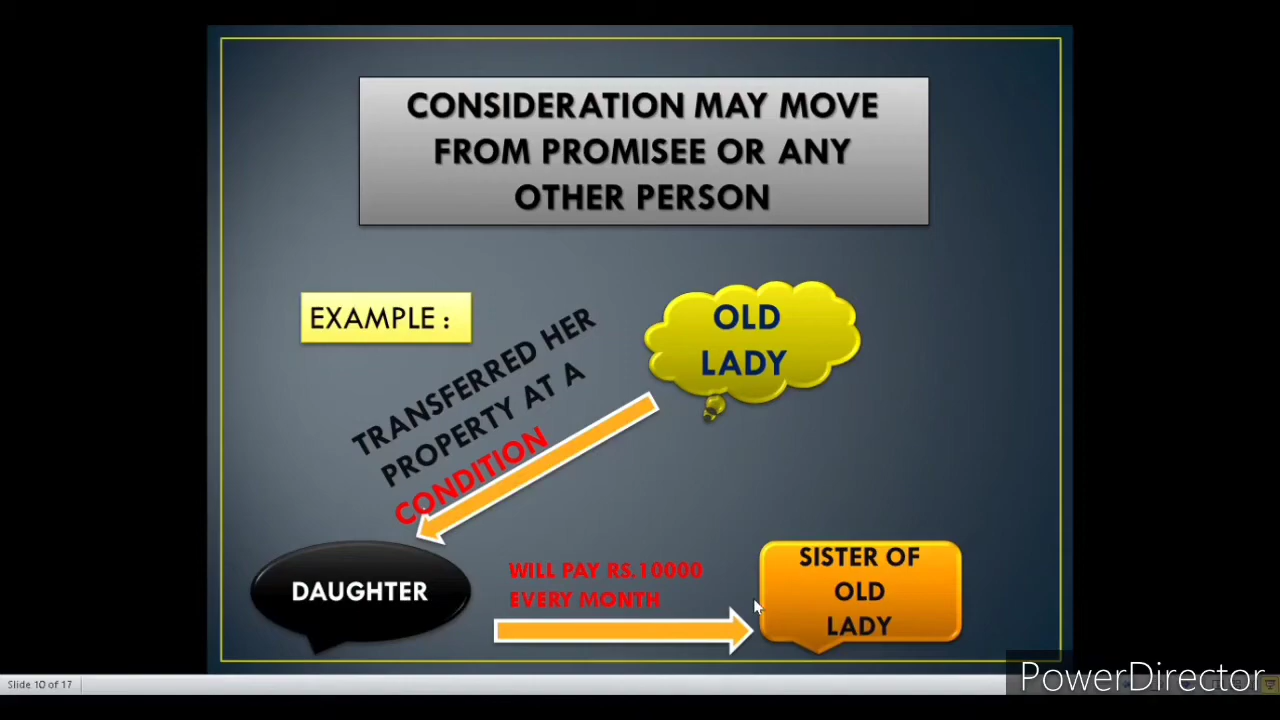 CONSIDERATION MAY MOVE
FROM PROMISEE OR ANY
OTHER PERSON
EXAMPLE :
OLD
LADY
TRANSFERRED HER
PROPERTY AT A
CONDITION
DAUGHTER
WILL PAY RS.10000
EVERY MONTH
SISTER OF
OLD
LADY
Slide 10 of 17
PowerDirector